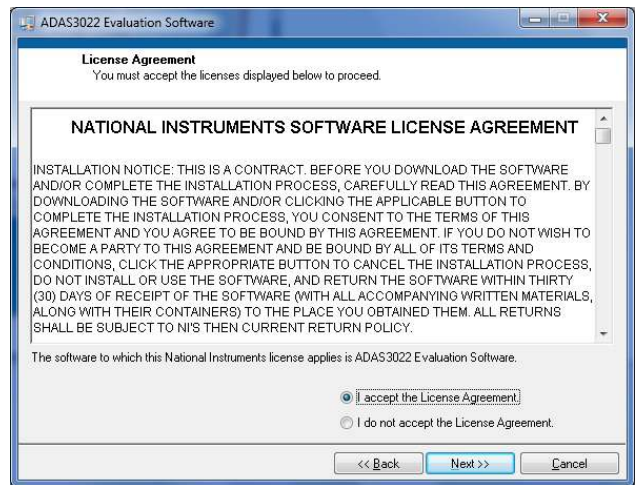 ADAS3022 Evaluation Software
License Agreement
You must accept the licenses displayed below to proceed.
NATIONAL INSTRUMENTS SOFTWARE LICENSE AGREEMENT
INSTALLATION NOTICE: THIS IS A CONTRACT. BEFORE YOU DOWNLOAD THE SOFTWARE
AND/OR COMPLETE THE INSTALLATION PROCESS, CAREFULLY READ THIS AGREEMENT. BY
DOWNLOADING THE SOFTWARE AND/OR CLICKING THE APPLICABLE BUTTON TO
COMPLETE THE INSTALLATION PROCESS, YOU CONSENT TO THE TERMS OF THIS
AGREEMENT AND YOU AGREE TO BE BOUND BY THIS AGREEMENT. IF YOU DO NOT WISH TO
BECOME A PARTY TO THIS AGREEMENT AND BE BOUND BY ALL OF ITS TERMS AND
CONDITIONS, CLICK THE APPROPRIATE BUTTON TO CANCEL THE INSTALLATION PROCESS,
DO NOT INSTALL OR USE THE SOFTWARE, AND RETURN THE SOFTWARE WITHIN THIRTY
(30) DAYS OF RECEIPT OF THE SOFTWARE (WITH ALL ACCOMPANYING WRITTEN MATERIALS,
ALONG WITH THEIR CONTAINERS) TO THE PLACE YOU OBTAINED THEM. ALL RETURNS
SHALL BE SUBJECT TO NI'S THEN CURRENT RETURN POLICY.
The software to which this National Instruments license applies is ADAS3022 Evaluation Software.
I accept the License Agreement.
I do not accept the License Agreement.
<< Back Next >> Cancel